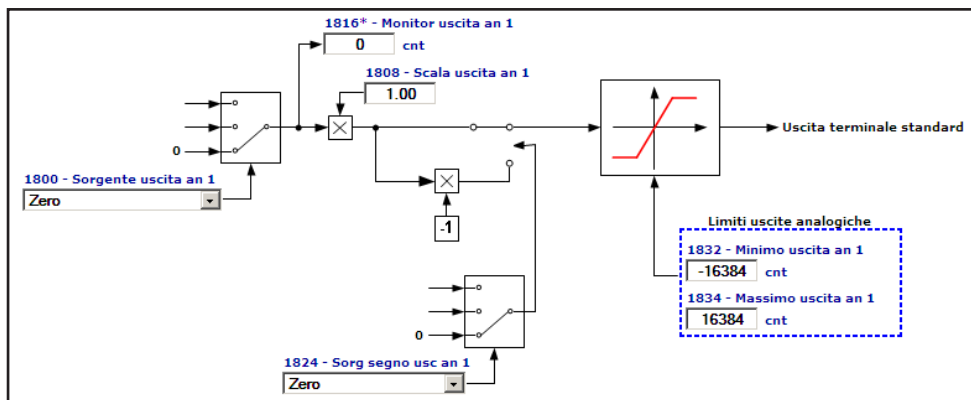 1816* - Monitor uscita an 1
0 cnt
1808 - Scala uscita an 1
1.00
×
0
Uscita terminale standard
1800 - Sorgente uscita an 1
Zero
×
-1
Limiti uscite analogiche
1832 - Minimo uscita an 1
-16384 cnt
1834 - Massimo uscita an 1
16384 cnt
0
1824 - Sorg segno usc an 1
Zero